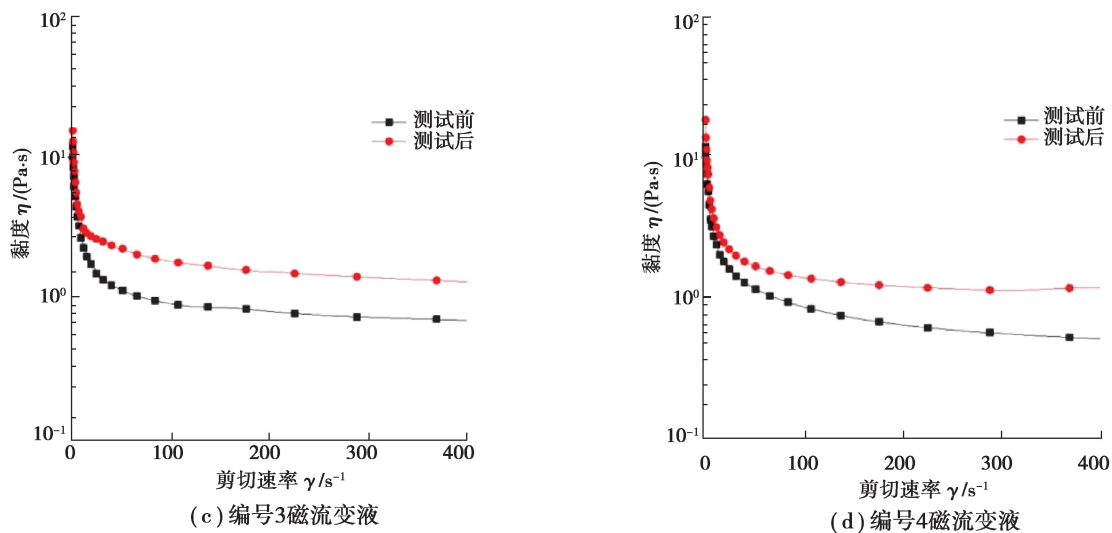 10²
10¹
10⁰
10⁻¹
黏度 η/(Pa·s)
测试前
测试后
0 100 200 300 400
剪切速率 γ/s⁻¹
(c)编号3磁流变液
10²
10¹
10⁰
10⁻¹
黏度 η/(Pa·s)
测试前
测试后
0 100 200 300 400
剪切速率 γ/s⁻¹
(d)编号4磁流变液